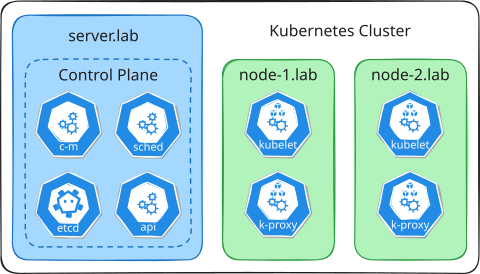 server.lab
Control Plane
c-m
sched
etcd
api
Kubernetes Cluster
node-1.lab
kubelet
k-proxy
node-2.lab
kubelet
k-proxy